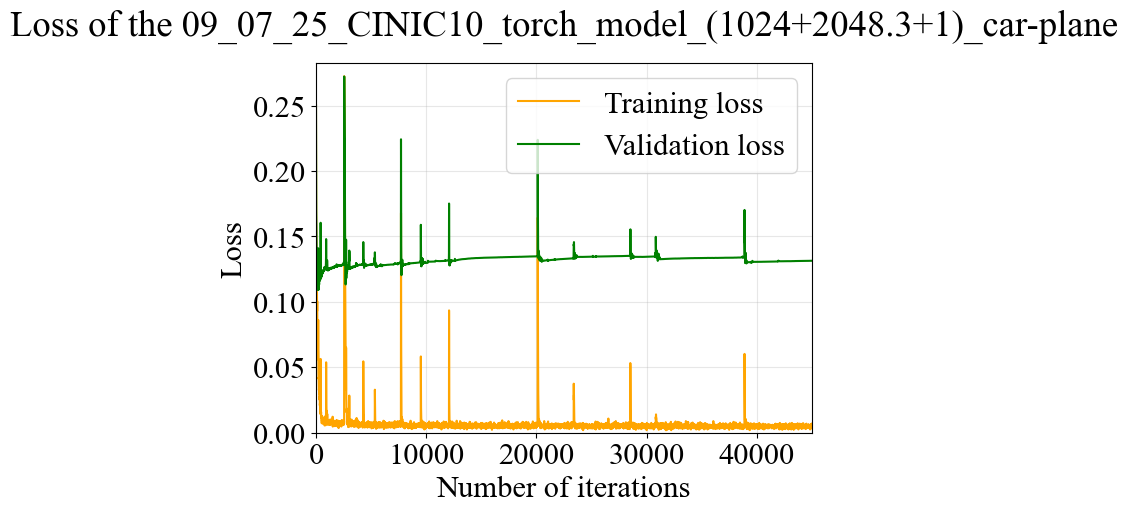 Loss of the 09_07_25_CINIC10_torch_model_(1024+2048.3+1)_car-plane
Training loss
Validation loss
0.25
0.20
0.15
0.10
0.05
0.00
Loss
0
10000
20000
30000
40000
Number of iterations